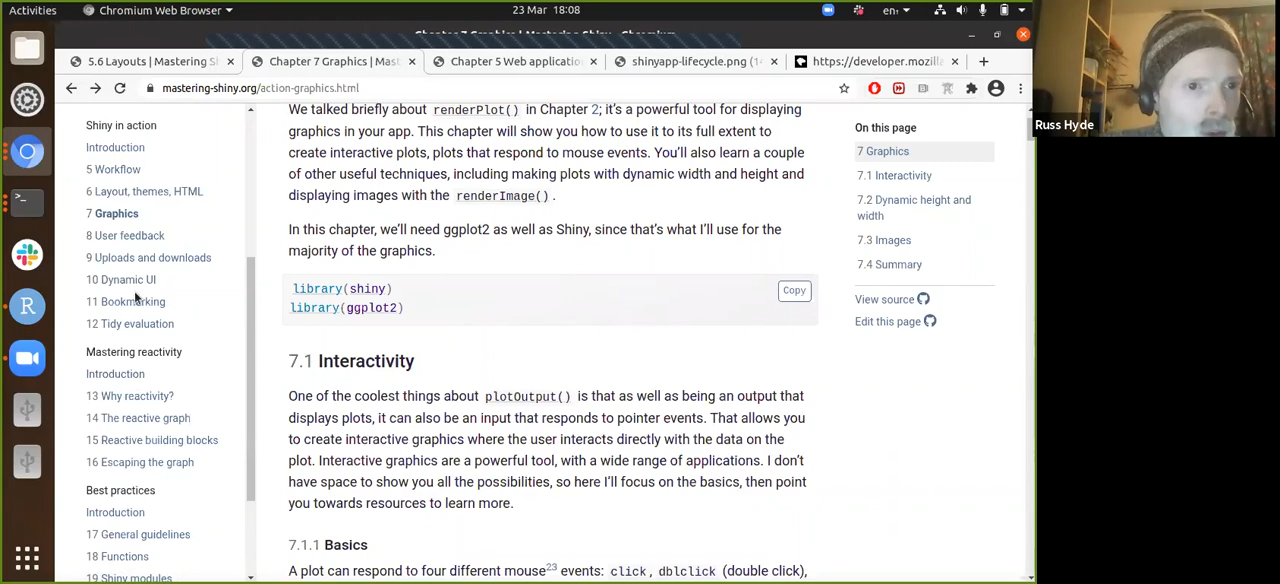 Activities
Chromium Web Browser
23 Mar 18:08
en₁
Chapter 7 Graphics | Mastering Shiny - Chromium
5.6 Layouts | Mastering S
Chapter 7 Graphics | Mast
Chapter 5 Web applicatio
shinyapp-lifecycle.png (14
https://developer.mozilla
mastering-shiny.org/action-graphics.html
Shiny in action
Introduction
5 Workflow
6 Layout, themes, HTML
7 Graphics
8 User feedback
9 Uploads and downloads
10 Dynamic UI
11 Bookmarking
12 Tidy evaluation
Mastering reactivity
Introduction
13 Why reactivity?
14 The reactive graph
15 Reactive building blocks
16 Escaping the graph
Best practices
Introduction
17 General guidelines
18 Functions
19 Shiny modules
We talked briefly about renderPlot() in Chapter 2; it's a powerful tool for displaying
graphics in your app. This chapter will show you how to use it to its full extent to
create interactive plots, plots that respond to mouse events. You'll also learn a couple
of other useful techniques, including making plots with dynamic width and height and
displaying images with the renderImage() .
In this chapter, we'll need ggplot2 as well as Shiny, since that's what I'll use for the
majority of the graphics.
library(shiny)
library(ggplot2)
Copy
7.1 Interactivity
One of the coolest things about plotOutput() is that as well as being an output that
displays plots, it can also be an input that responds to pointer events. That allows you
to create interactive graphics where the user interacts directly with the data on the
plot. Interactive graphics are a powerful tool, with a wide range of applications. I don't
have space to show you all the possibilities, so here I'll focus on the basics, then point
you towards resources to learn more.
7.1.1 Basics
A plot can respond to four different mouse23 events: click, dblclick (double click),
On this page
7 Graphics
7.1 Interactivity
7.2 Dynamic height and
width
7.3 Images
7.4 Summary
View source
Edit this page
Russ Hyde